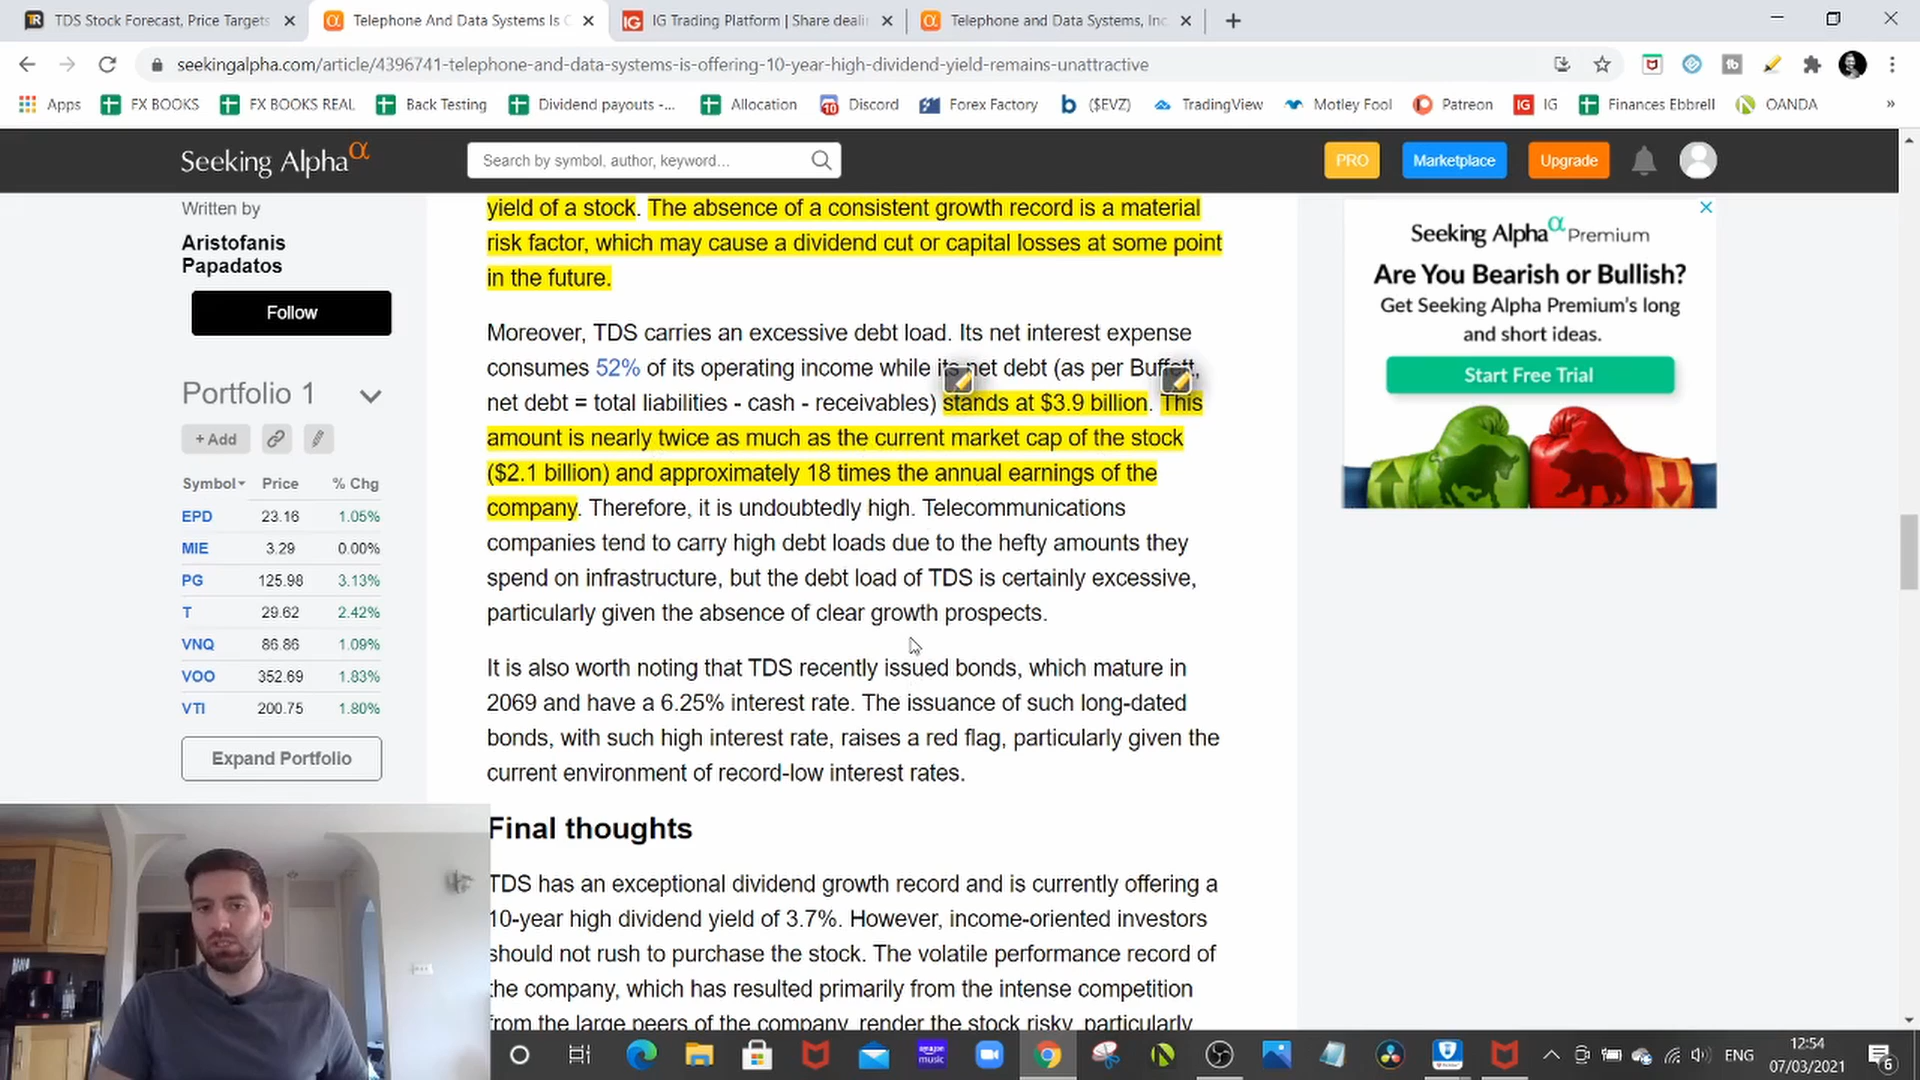 TDS Stock Forecast, Price Targets
Telephone And Data Systems Is
IG Trading Platform | Share deali
Telephone and Data Systems, Inc
seekingalpha.com/article/4396741-telephone-and-data-systems-is-offering-10-year-high-dividend-yield-remains-unattractive
Apps
FX BOOKS
FX BOOKS REAL
Back Testing
Dividend payouts -...
Allocation
10
Discord
Forex Factory
b
($EVZ)
TradingView
Motley Fool
Patreon
IG
IG
Finances Ebbrell
OANDA
»
Seeking Alpha α
Search by symbol, author, keyword...
PRO
Marketplace
Upgrade
Written by
Aristofanis
Papadatos
Follow
Portfolio 1
+ Add
Symbol Price % Chg
EPD 23.16 1.05%
MIE 3.29 0.00%
PG 125.98 3.13%
T 29.62 2.42%
VNQ 86.86 1.09%
VOO 352.69 1.83%
VTI 200.75 1.80%
Expand Portfolio
yield of a stock. The absence of a consistent growth record is a material
risk factor, which may cause a dividend cut or capital losses at some point
in the future.
Moreover, TDS carries an excessive debt load. Its net interest expense
consumes 52% of its operating income while its net debt (as per Buffett,
net debt = total liabilities - cash - receivables) stands at $3.9 billion. This
amount is nearly twice as much as the current market cap of the stock
($2.1 billion) and approximately 18 times the annual earnings of the
company. Therefore, it is undoubtedly high. Telecommunications
companies tend to carry high debt loads due to the hefty amounts they
spend on infrastructure, but the debt load of TDS is certainly excessive,
particularly given the absence of clear growth prospects.
It is also worth noting that TDS recently issued bonds, which mature in
2069 and have a 6.25% interest rate. The issuance of such long-dated
bonds, with such high interest rate, raises a red flag, particularly given the
current environment of record-low interest rates.
Final thoughts
TDS has an exceptional dividend growth record and is currently offering a
10-year high dividend yield of 3.7%. However, income-oriented investors
should not rush to purchase the stock. The volatile performance record of
the company, which has resulted primarily from the intense competition
from the large peers of the company, render the stock risky, particularly
Seeking Alpha α Premium
Are You Bearish or Bullish?
Get Seeking Alpha Premium's long
and short ideas.
Start Free Trial
amazon
music
ENG
12:54
07/03/2021
6